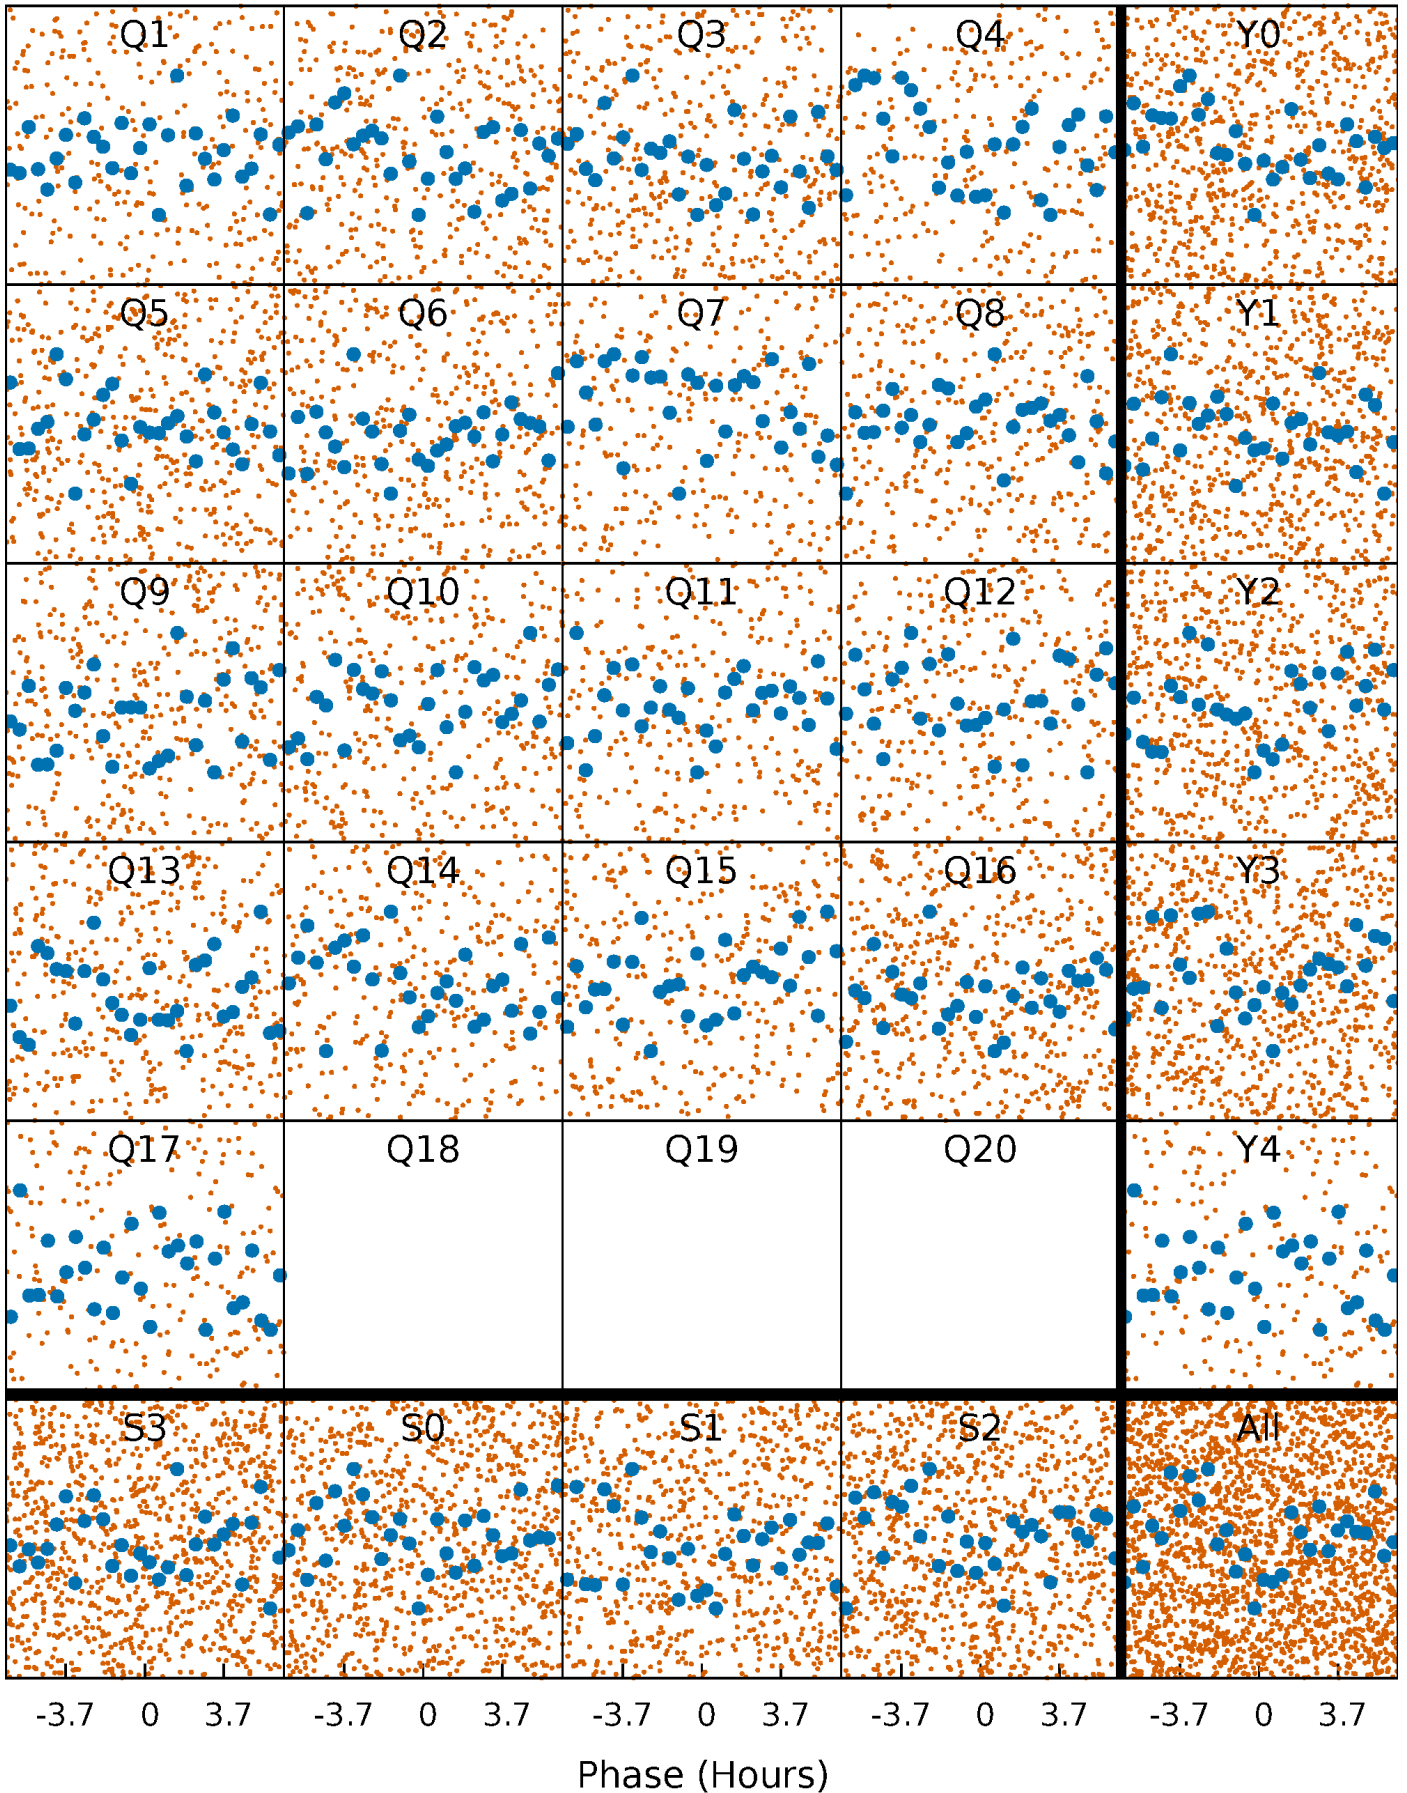 Q1 Q2 Q3 Q4 Y0
Q5 Q6 Q7 Q8 Y1
Q9 Q10 Q11 Q12 Y2
Q13 Q14 Q15 Q16 Y3
Q17 Q18 Q19 Q20 Y4
S3 S0 S1 S2 All
-3.7 0 3.7 -3.7 0 3.7 -3.7 0 3.7 -3.7 0 3.7 -3.7 0 3.7
Phase (Hours)